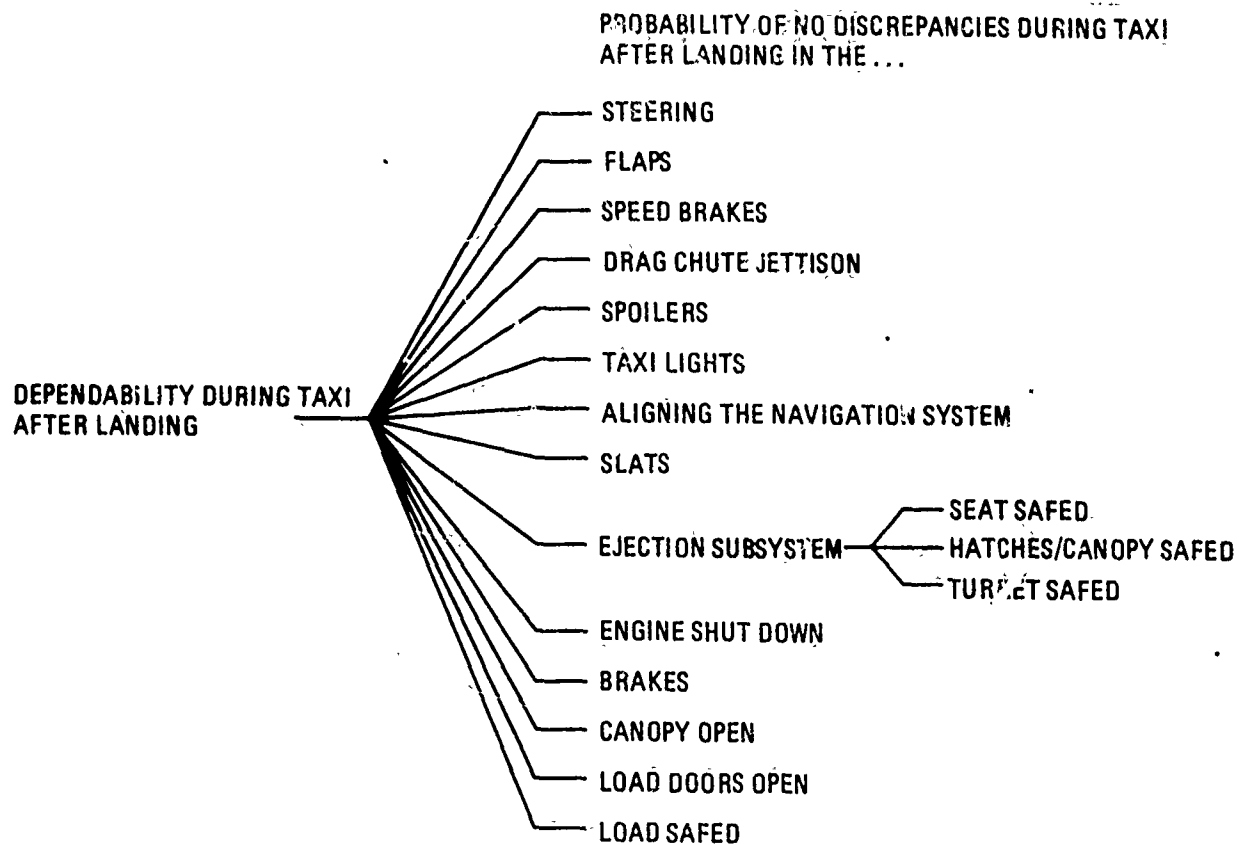 PROBABILITY OF NO DISCREPANCIES DURING TAXI
AFTER LANDING IN THE ...
STEERING
FLAPS
SPEED BRAKES
DRAG CHUTE JETTISON
SPOILERS
TAXI LIGHTS
DEPENDABILITY DURING TAXI
AFTER LANDING
ALIGNING THE NAVIGATION SYSTEM
SLATS
EJECTION SUBSYSTEM
SEAT SAFED
HATCHES/CANOPY SAFED
TURRET SAFED
ENGINE SHUT DOWN
BRAKES
CANOPY OPEN
LOAD DOORS OPEN
LOAD SAFED